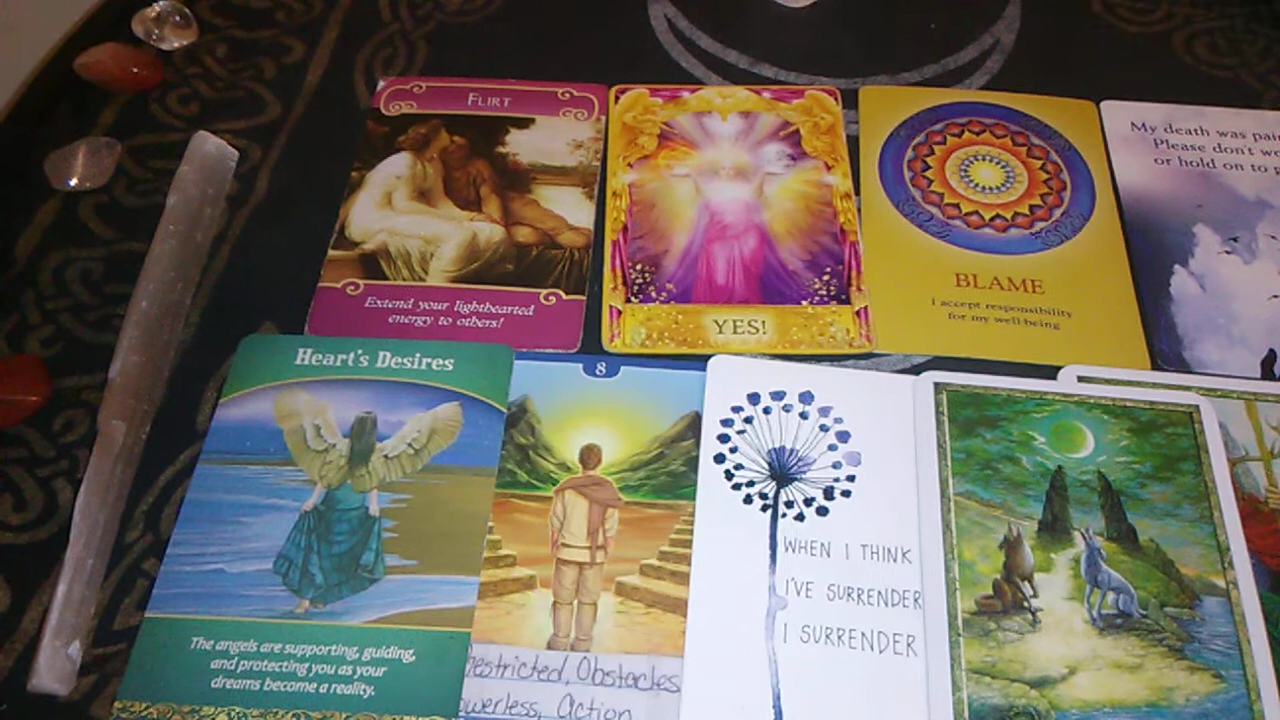 FLIRT
Extend your lighthearted
energy to others!
YES!
BLAME
I accept responsibility
for my well-being
My death was
Please don't
or hold on to
Heart's Desires
The angels are supporting, guiding,
and protecting you as your
dreams become a reality.
8
Restricted, Obstacles
Action
WHEN I THINK
I'VE SURRENDER
I SURRENDER